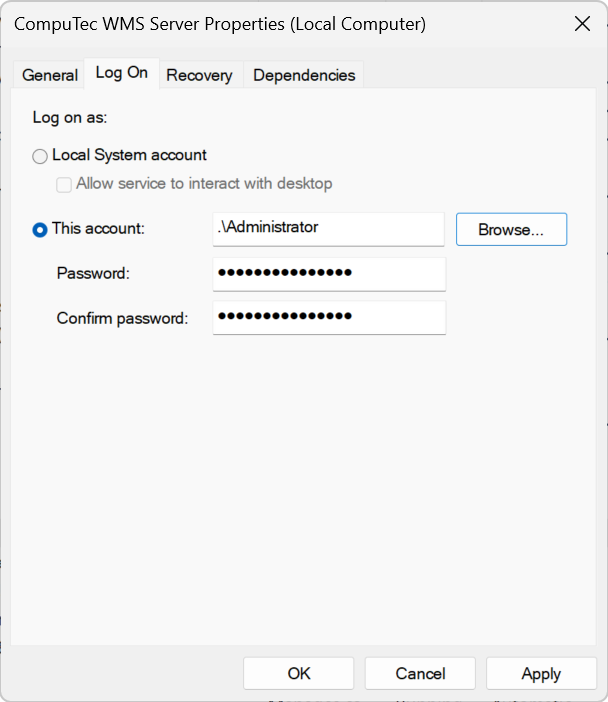 CompuTec WMS Server Properties (Local Computer)
General Log On Recovery Dependencies
Log on as:
Local System account
Allow service to interact with desktop
This account: .\Administrator Browse...
Password: ●●●●●●●●●●●●●●●
Confirm password: ●●●●●●●●●●●●●●●
OK Cancel Apply